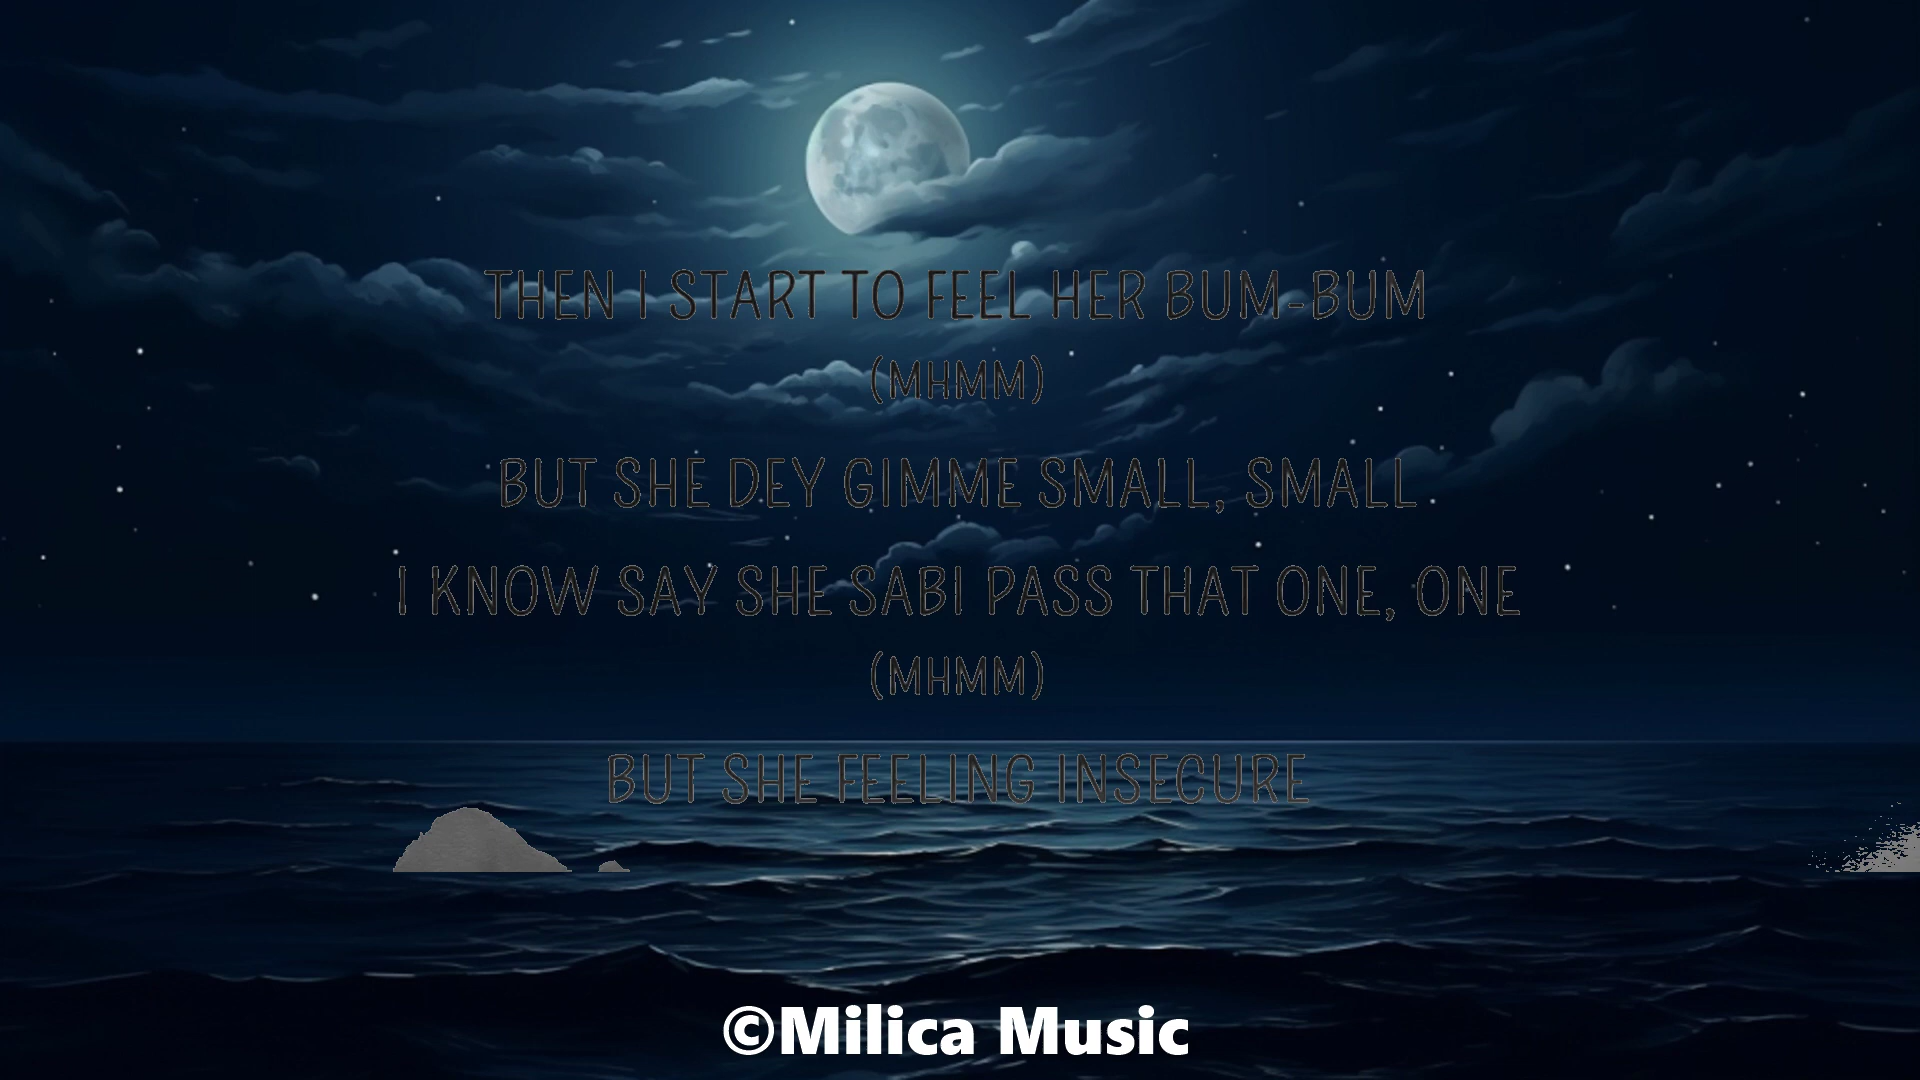 THEN I START TO FEEL HER BUM-BUM
(MHMM)
BUT SHE DEY GIMME SMALL, SMALL
I KNOW SAY SHE SABI PASS THAT ONE, ONE
(MHMM)
BUT SHE FEELING INSECURE
©Milica Music